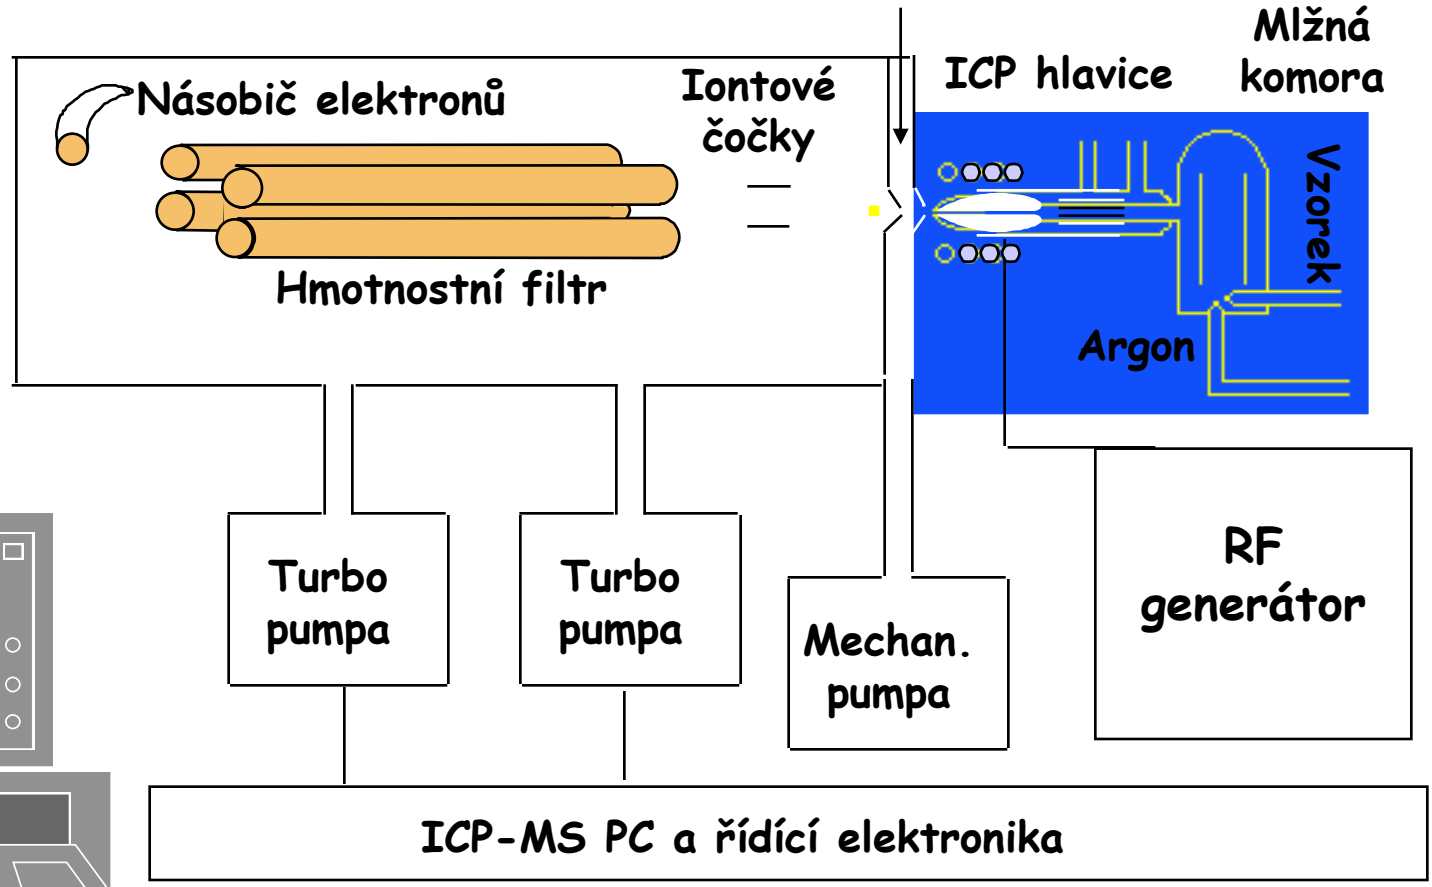 Mlžná
komora
ICP hlavice
Iontové
čočky
Násobič elektronů
Hmotnostní filtr
Vzorek
Argon
Turbo
pumpa
Turbo
pumpa
Mechan.
pumpa
RF
generátor
ICP-MS PC a řídící elektronika